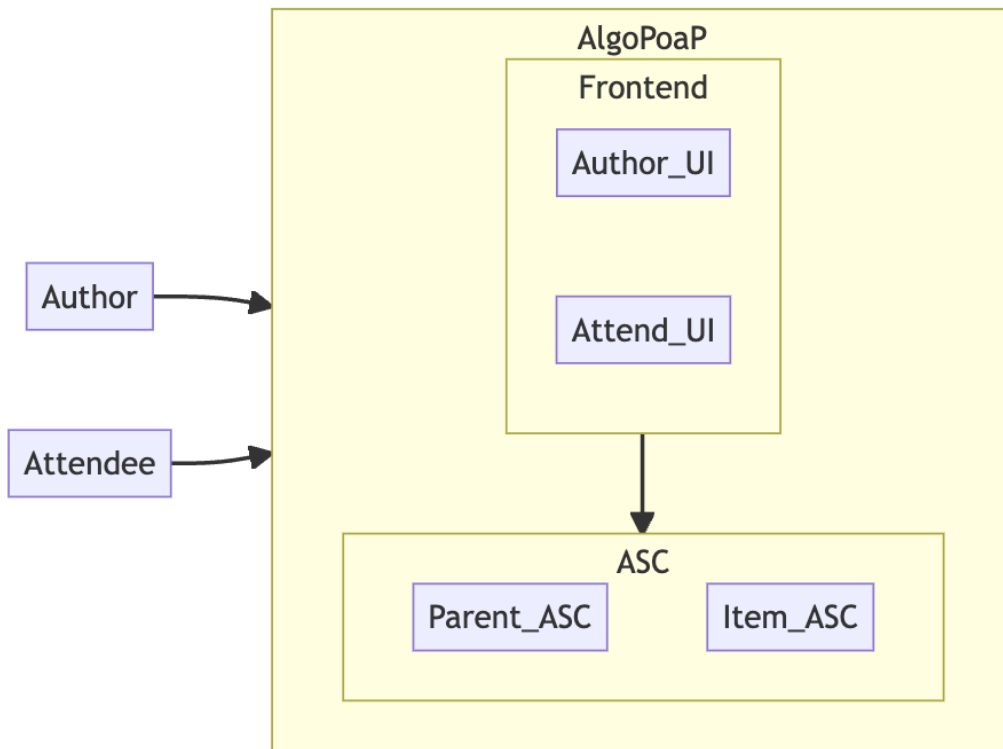 AlgoPoaP
Frontend
Author_UI
Author
Attend_UI
Attendee
ASC
Parent_ASC
Item_ASC